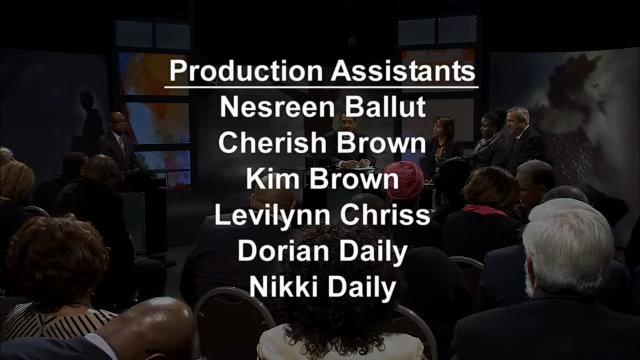 Production Assistants
Nesreen Ballut
Cherish Brown
Kim Brown
Levilynn Chriss
Dorian Daily
Nikki Daily